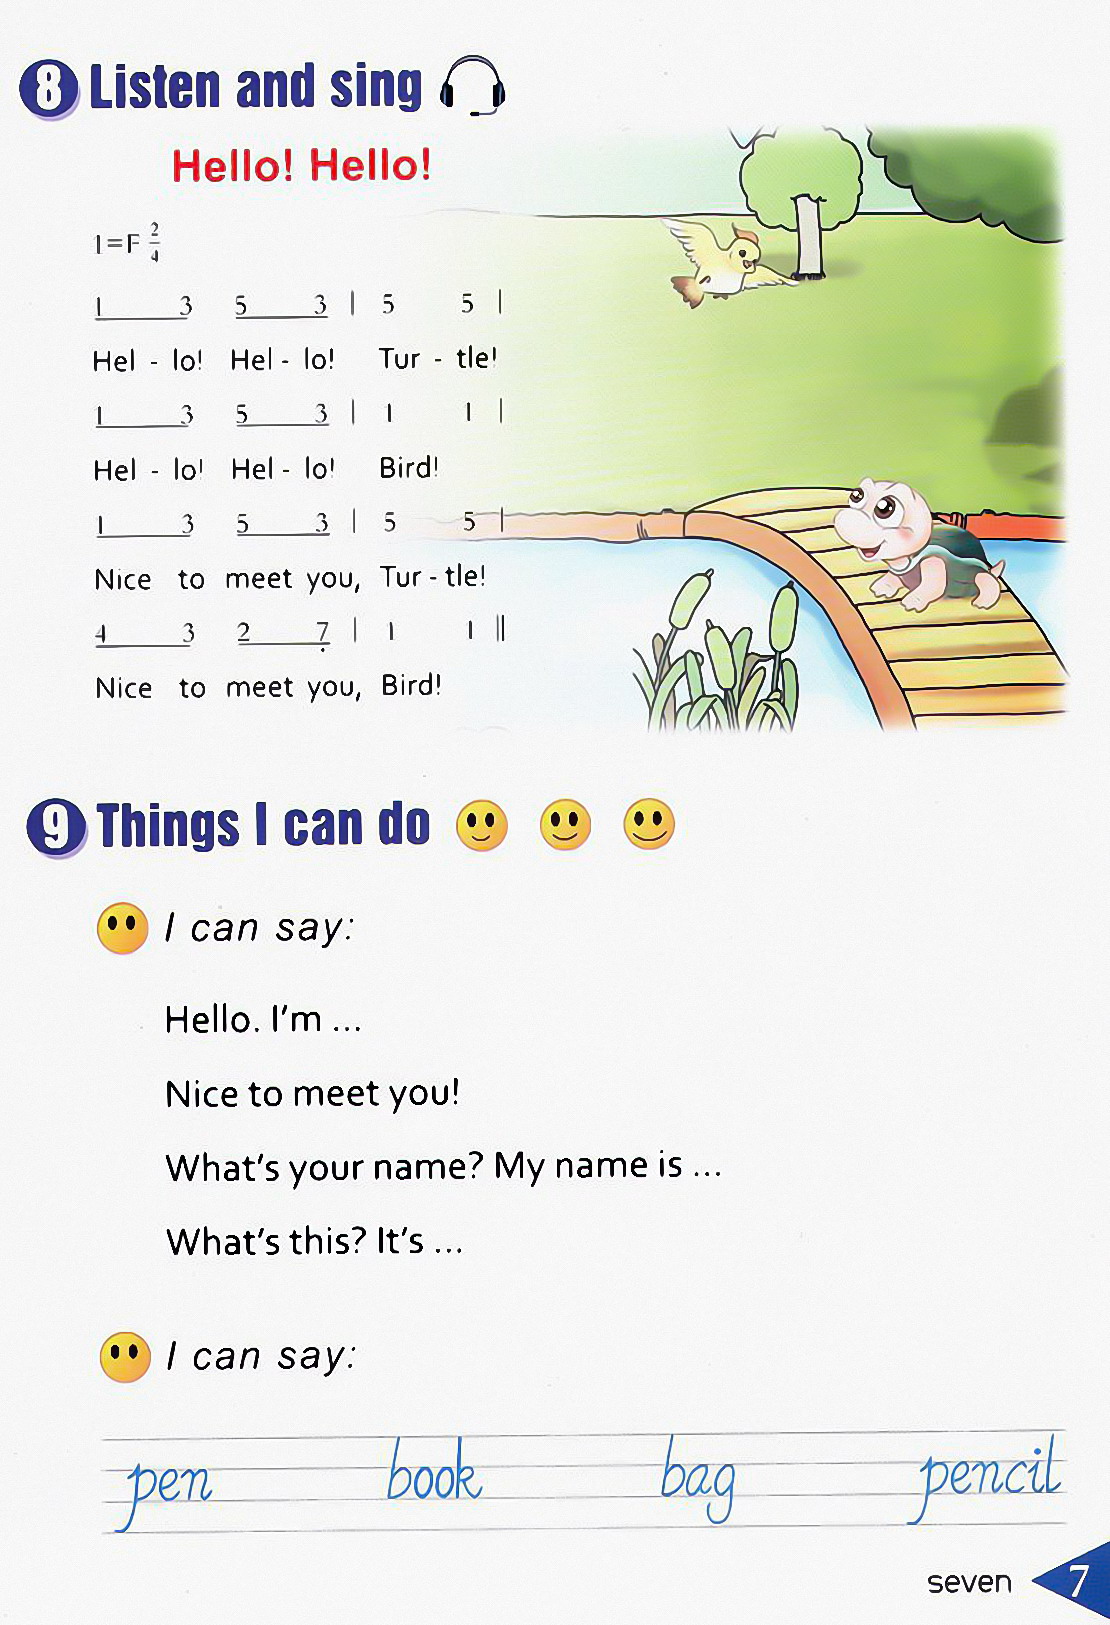 8 Listen and sing
Hello! Hello!
1=F 2/4
1 3 5 3 | 5 5 |
Hel - lo! Hel - lo! Tur - tle!
1 3 5 3 | 1 1 |
Hel - lo! Hel - lo! Bird!
1 3 5 3 | 5 5 |
Nice to meet you, Tur - tle!
4 3 2 7̣ | 1 1 ||
Nice to meet you, Bird!
9 Things I can do
I can say:
Hello. I'm ...
Nice to meet you!
What's your name? My name is ...
What's this? It's ...
I can say:
pen book bag pencil
seven 7